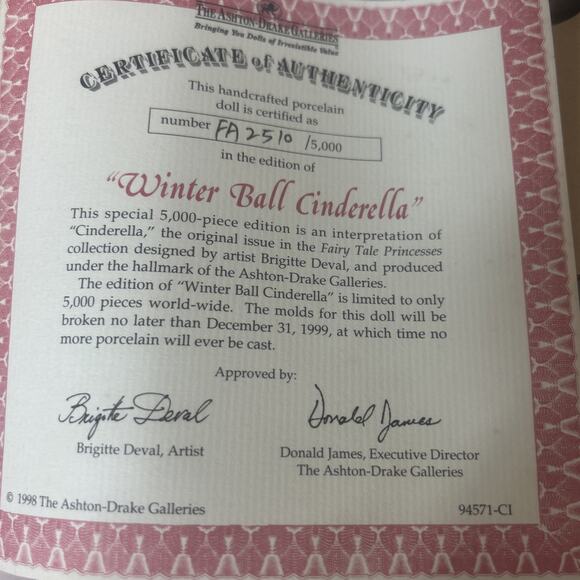 THE ASHTON-DRAKE GALLERIES
Bringing You Dolls of Irresistible Value
CERTIFICATE of AUTHENTICITY
This handcrafted porcelain
doll is certified as
number FA 2510 /5,000
in the edition of
"Winter Ball Cinderella"
This special 5,000-piece edition is an interpretation of
"Cinderella," the original issue in the Fairy Tale Princesses
collection designed by artist Brigitte Deval, and produced
under the hallmark of the Ashton-Drake Galleries.
The edition of "Winter Ball Cinderella" is limited to only
5,000 pieces world-wide. The molds for this doll will be
broken no later than December 31, 1999, at which time no
more porcelain will ever be cast.
Approved by:
Brigitte Deval Donald James
Brigitte Deval, Artist Donald James, Executive Director
The Ashton-Drake Galleries
© 1998 The Ashton-Drake Galleries 94571-CI